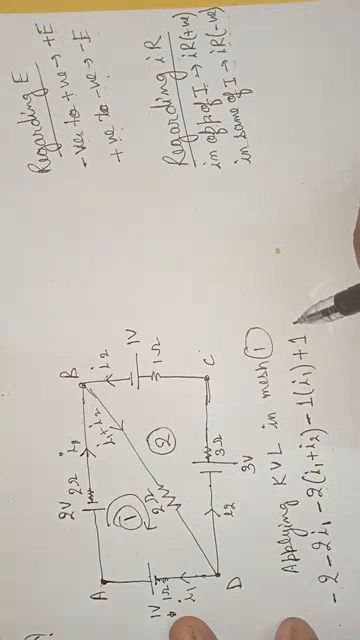 Regarding E
-ve to +ve → +E
+ve to -ve → -E
Regarding iR
in opp of I → iR(+ve)
in same of I → iR(-ve)
A
2V
2Ω
i1
B
i2
1V
1Ω
C
i1+i2
1
2
2Ω
1V
1Ω
i1
D
i2
3Ω
3V
Applying KVL in mesh 1
-2-2i1-2(i1+i2)-1(i1)+1